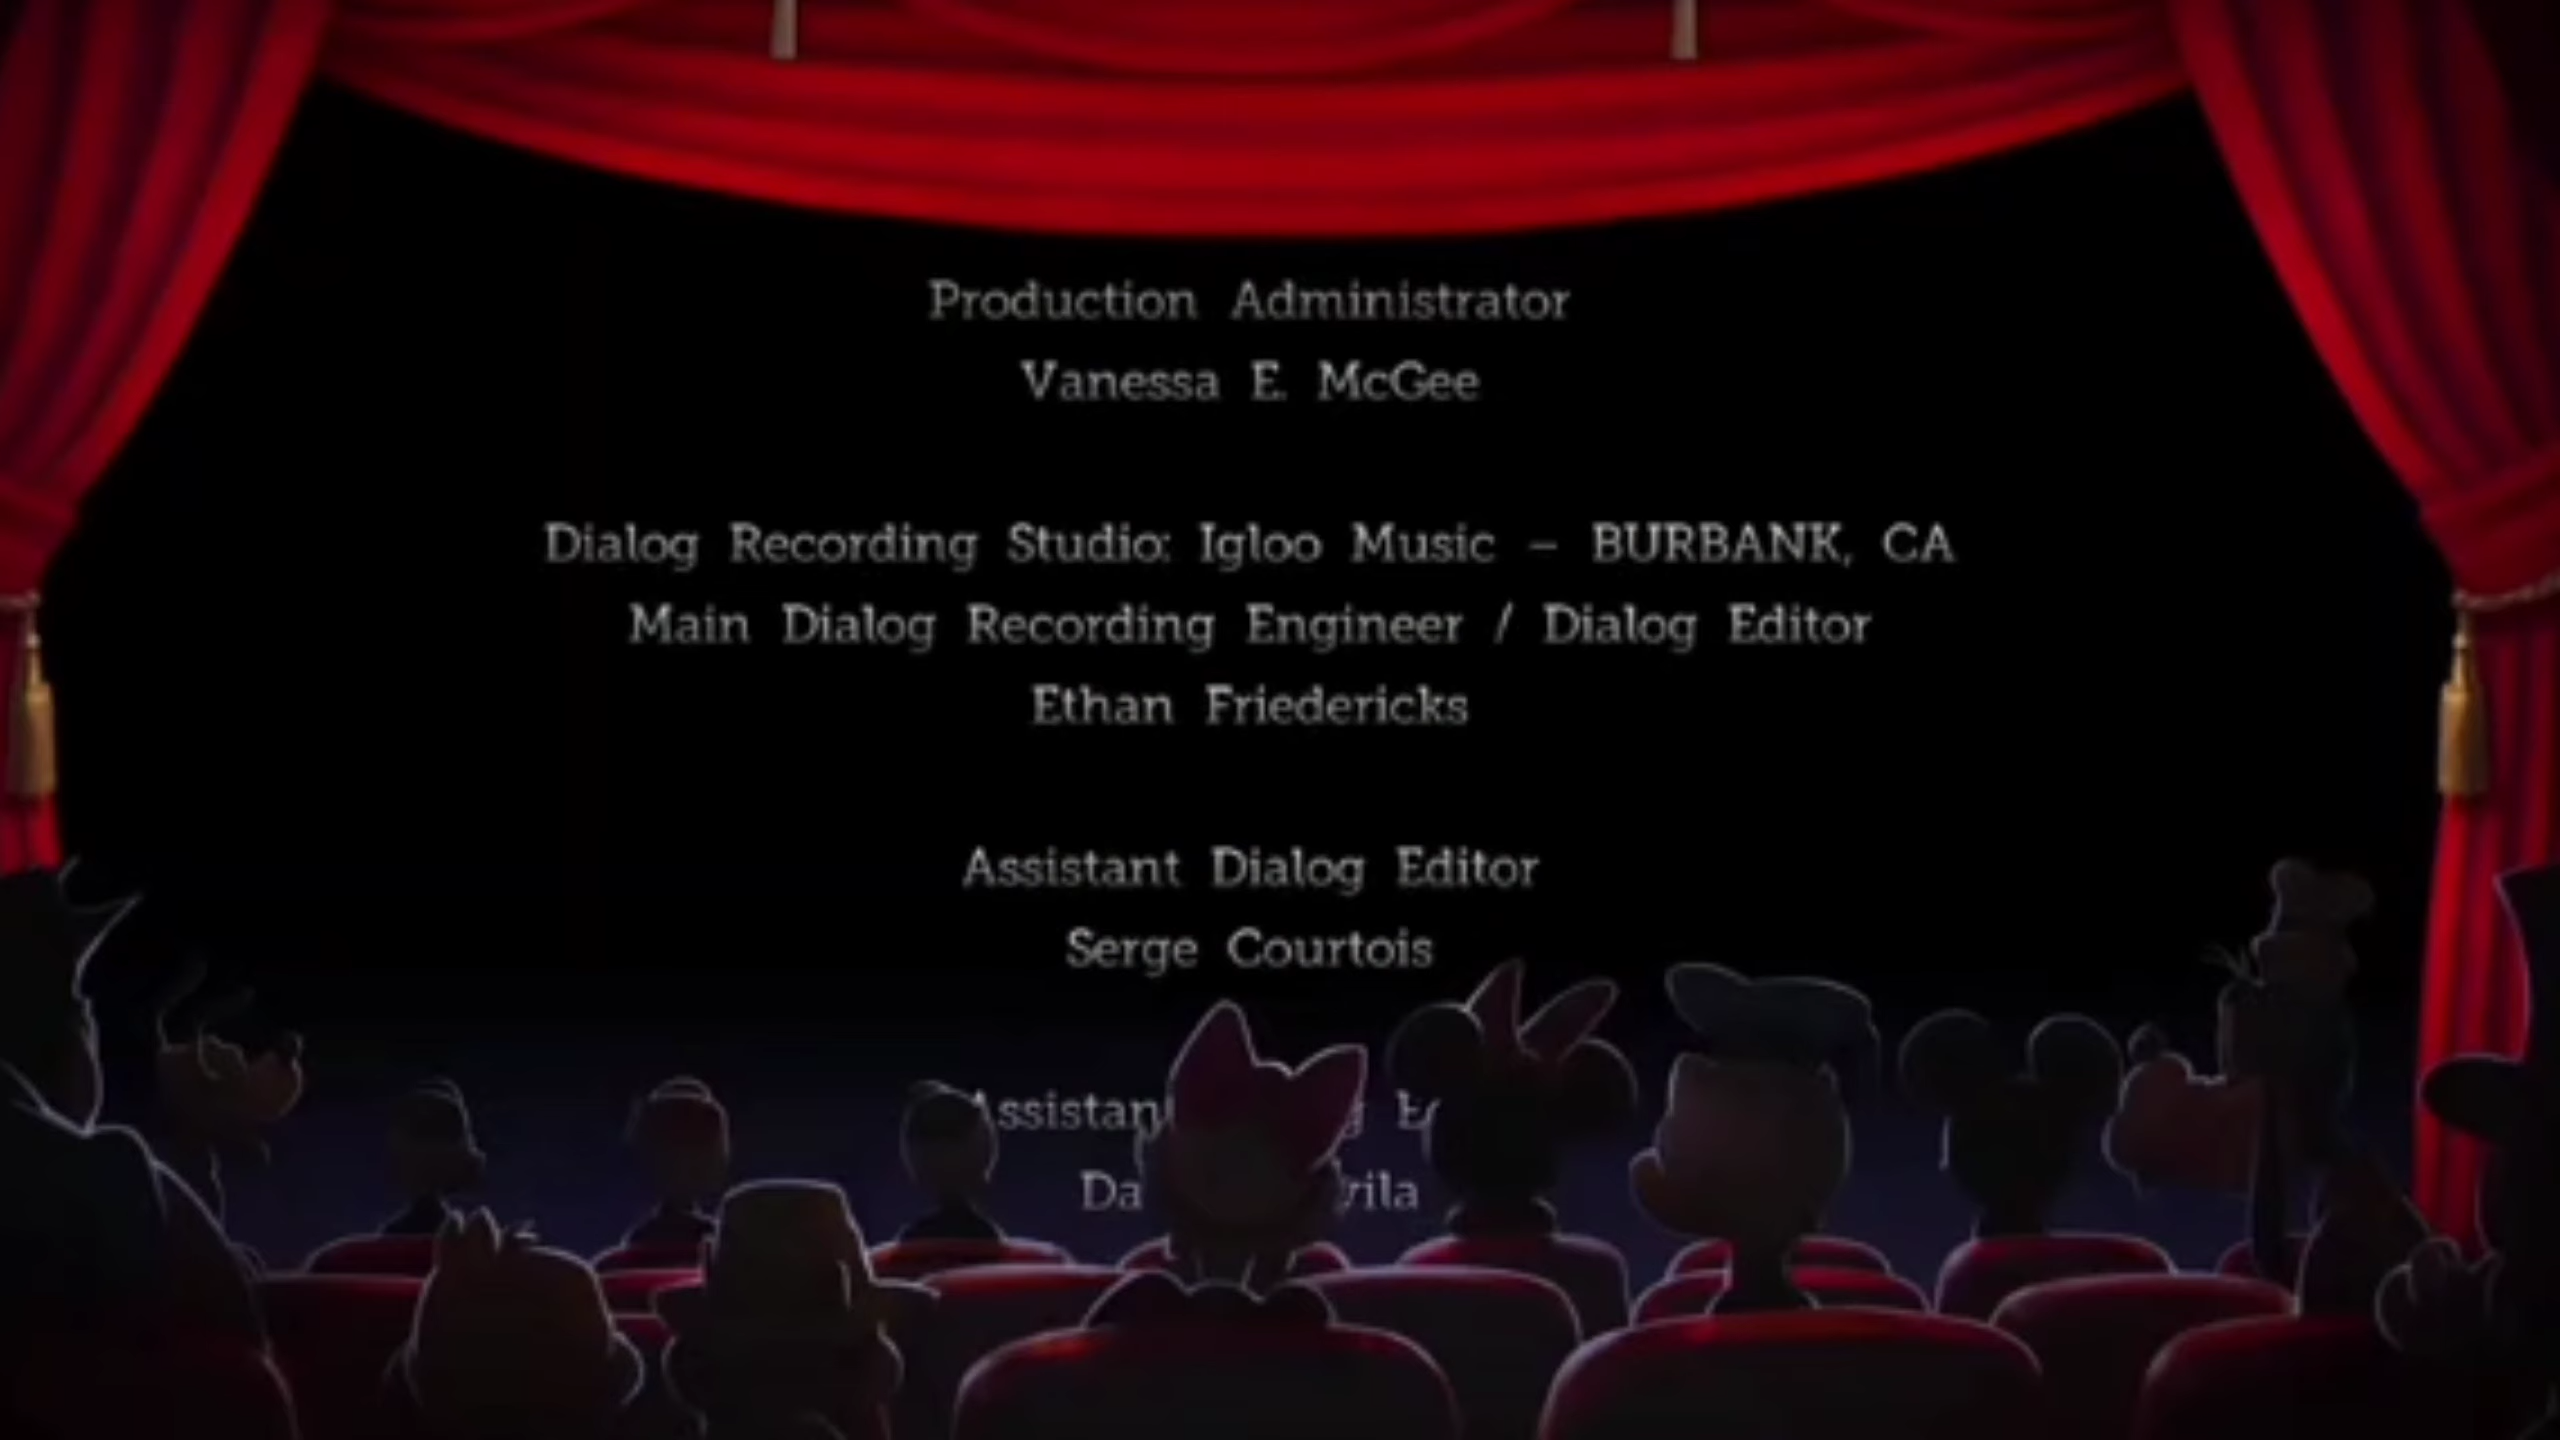 Production Administrator
Vanessa E. McGee
Dialog Recording Studio: Igloo Music – BURBANK, CA
Main Dialog Recording Engineer / Dialog Editor
Ethan Friedericks
Assistant Dialog Editor
Serge Courtois